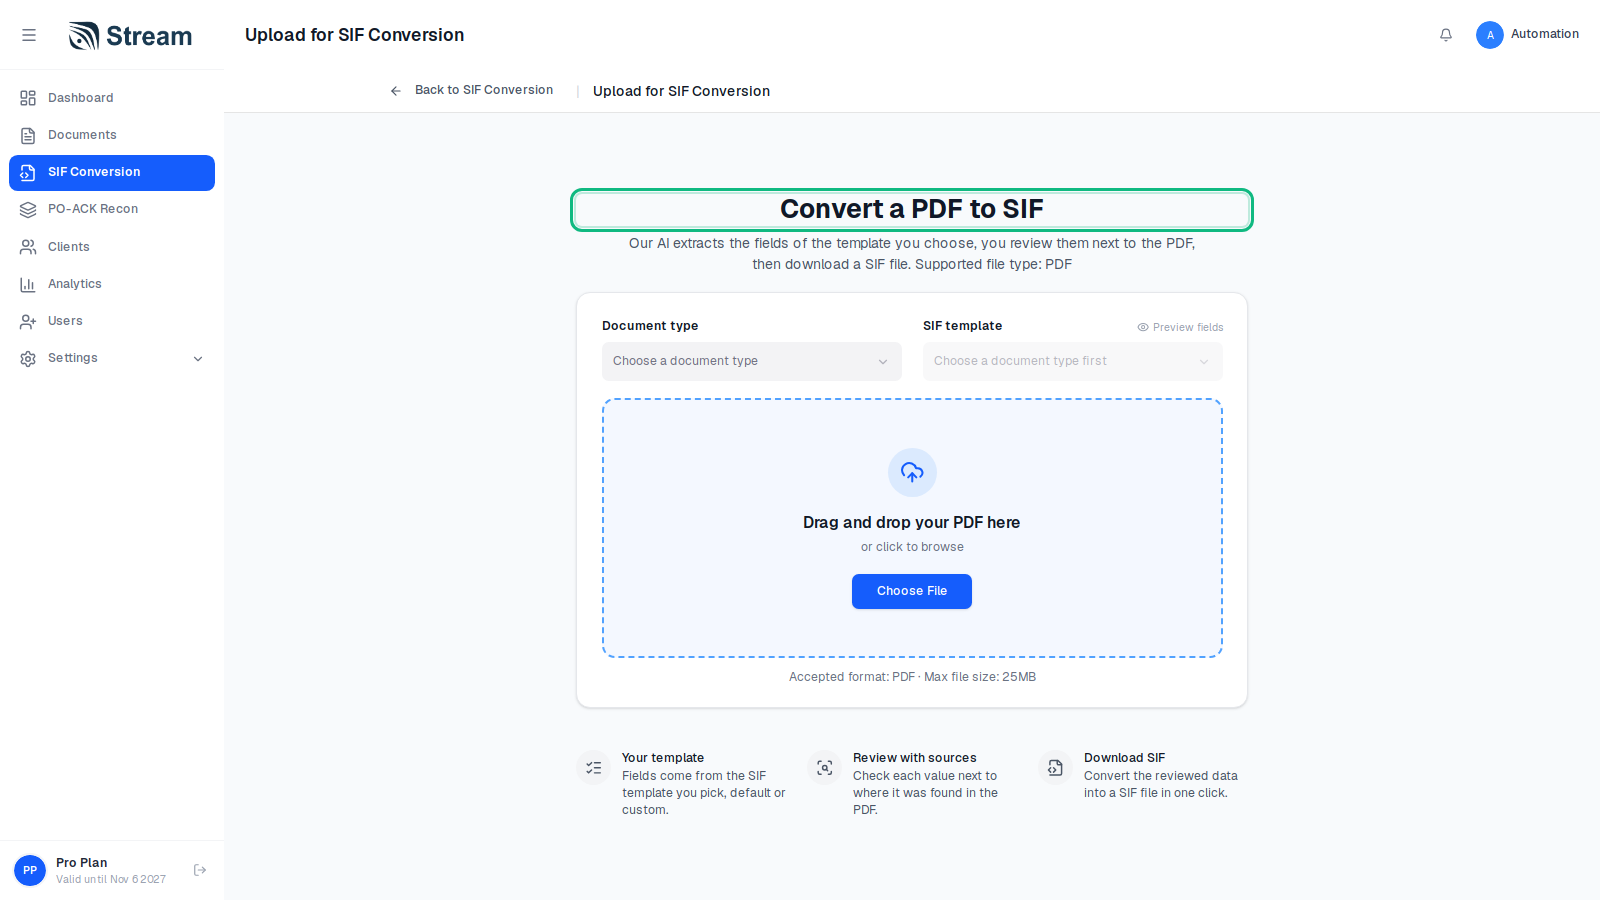 Stream
Upload for SIF Conversion
A
Automation
Back to SIF Conversion
Upload for SIF Conversion
Dashboard
Documents
SIF Conversion
PO-ACK Recon
Clients
Analytics
Users
Settings
Convert a PDF to SIF
Our AI extracts the fields of the template you choose, you review them next to the PDF,
then download a SIF file. Supported file type: PDF
Document type
SIF template
Preview fields
Choose a document type
Choose a document type first
Drag and drop your PDF here
or click to browse
Choose File
Accepted format: PDF · Max file size: 25MB
Your template
Fields come from the SIF
template you pick, default or
custom.
Review with sources
Check each value next to
where it was found in the
PDF.
Download SIF
Convert the reviewed data
into a SIF file in one click.
PP
Pro Plan
Valid until Nov 6 2027